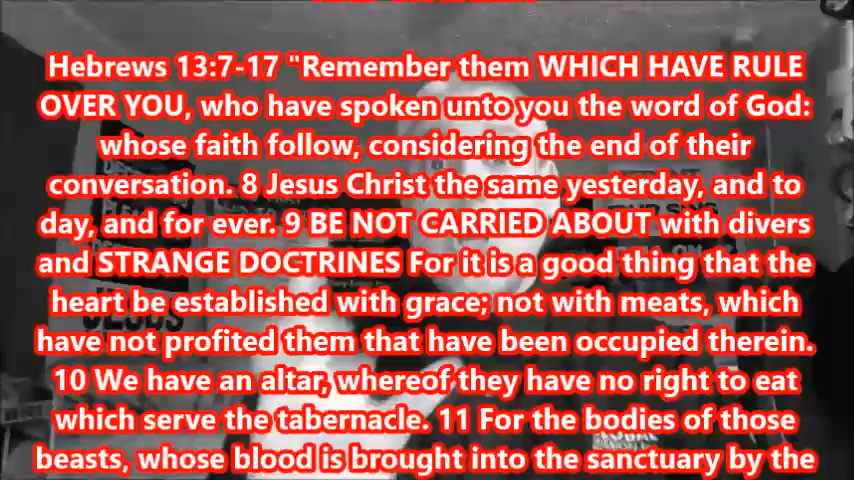 Hebrews 13:7-17 "Remember them WHICH HAVE RULE
OVER YOU, who have spoken unto you the word of God:
whose faith follow, considering the end of their
conversation. 8 Jesus Christ the same yesterday, and to
day, and for ever. 9 BE NOT CARRIED ABOUT with divers
and STRANGE DOCTRINES For it is a good thing that the
heart be established with grace; not with meats, which
have not profited them that have been occupied therein.
10 We have an altar, whereof they have no right to eat
which serve the tabernacle. 11 For the bodies of those
beasts, whose blood is brought into the sanctuary by the